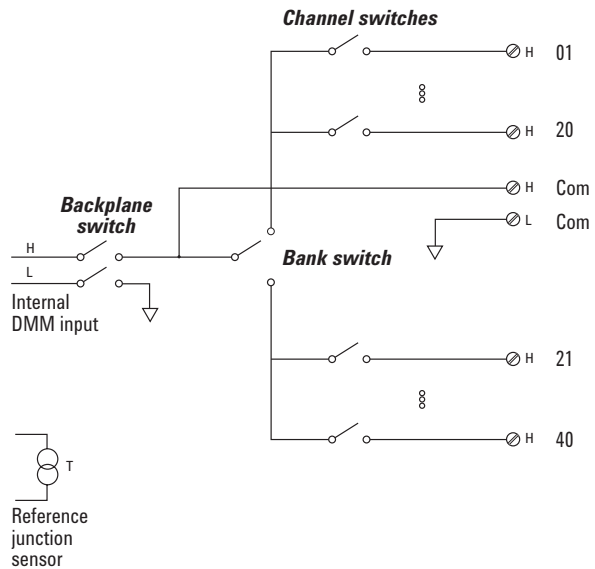 Channel switches
H 01
H 20
H Com
L Com
Backplane
switch
Bank switch
H
L
Internal
DMM input
H 21
H 40
T
Reference
junction
sensor